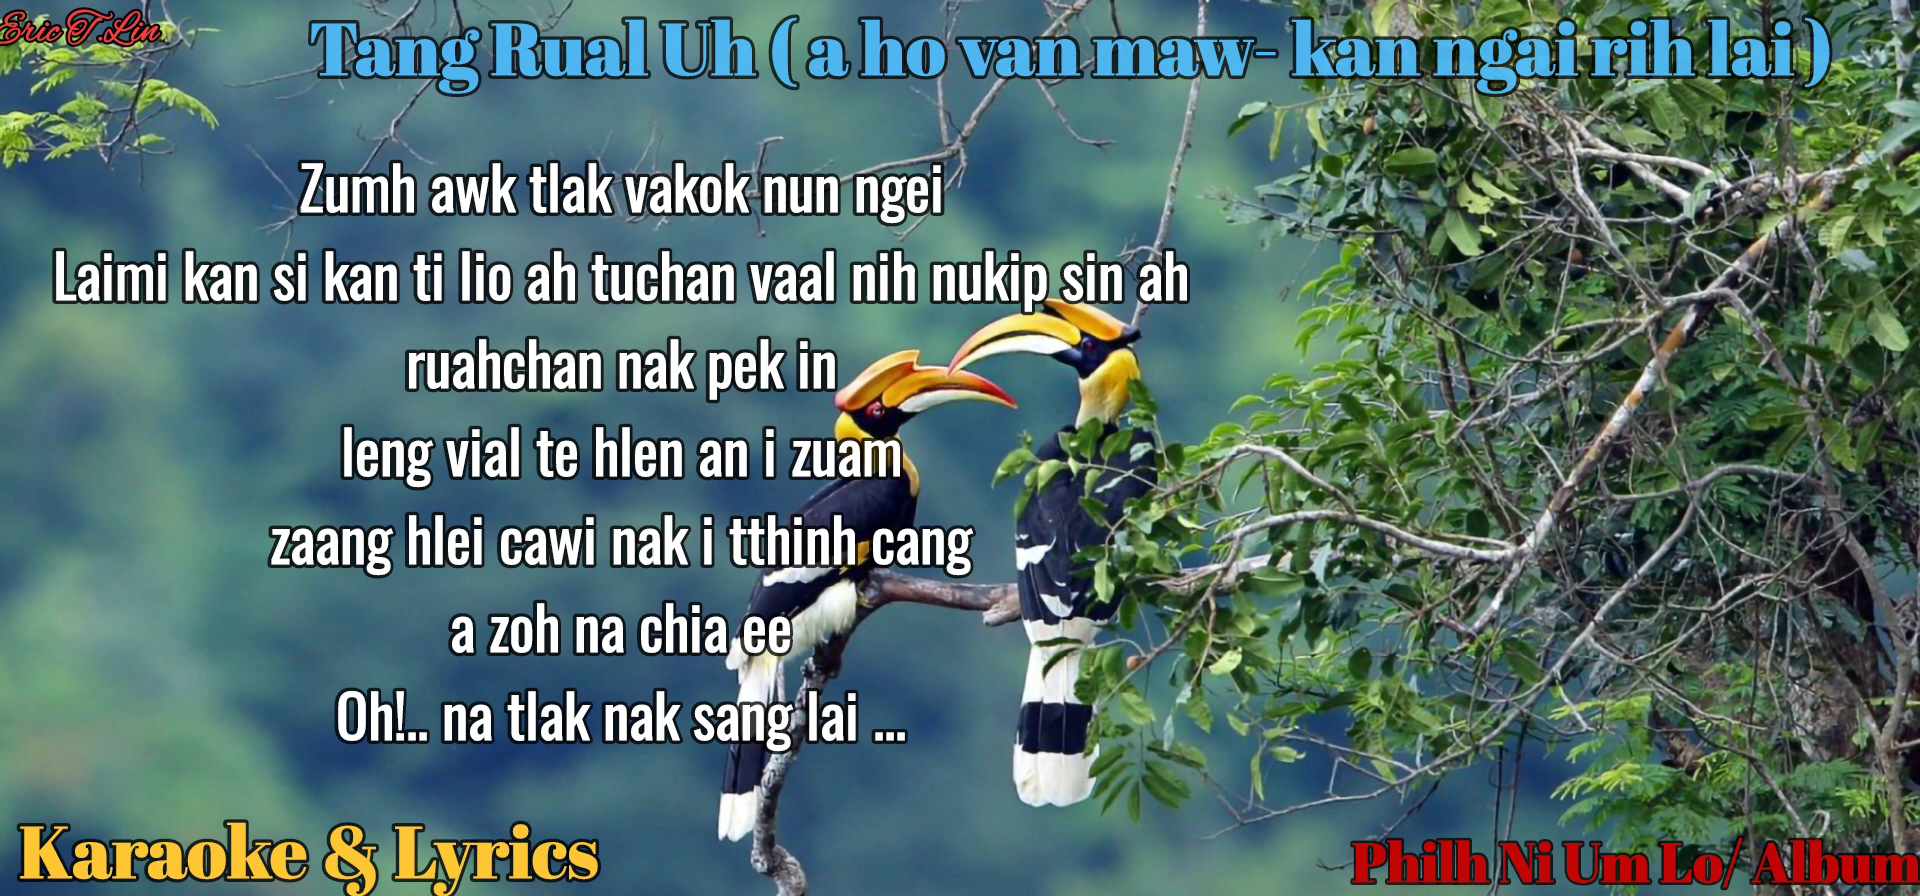 Eric T.Lin
Tang Rual Uh ( a ho van maw- kan ngai rih lai )
Zumh awk tlak vakok nun ngei
Laimi kan si kan ti lio ah tuchan vaal nih nukip sin ah
ruahchan nak pek in
leng vial te hlen an i zuam
zaang hlei cawi nak i tthinh cang
a zoh na chia ee
Oh!.. na tlak nak sang lai ...
Karaoke & Lyrics
Philh Ni Um Lo/ Album